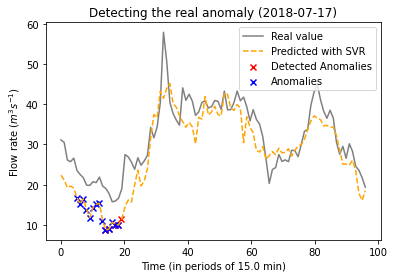 Detecting the real anomaly (2018-07-17)
Flow rate (m³s⁻¹)
60
50
40
30
20
10
Real value
Predicted with SVR
Detected Anomalies
Anomalies
0 20 40 60 80 100
Time (in periods of 15.0 min)